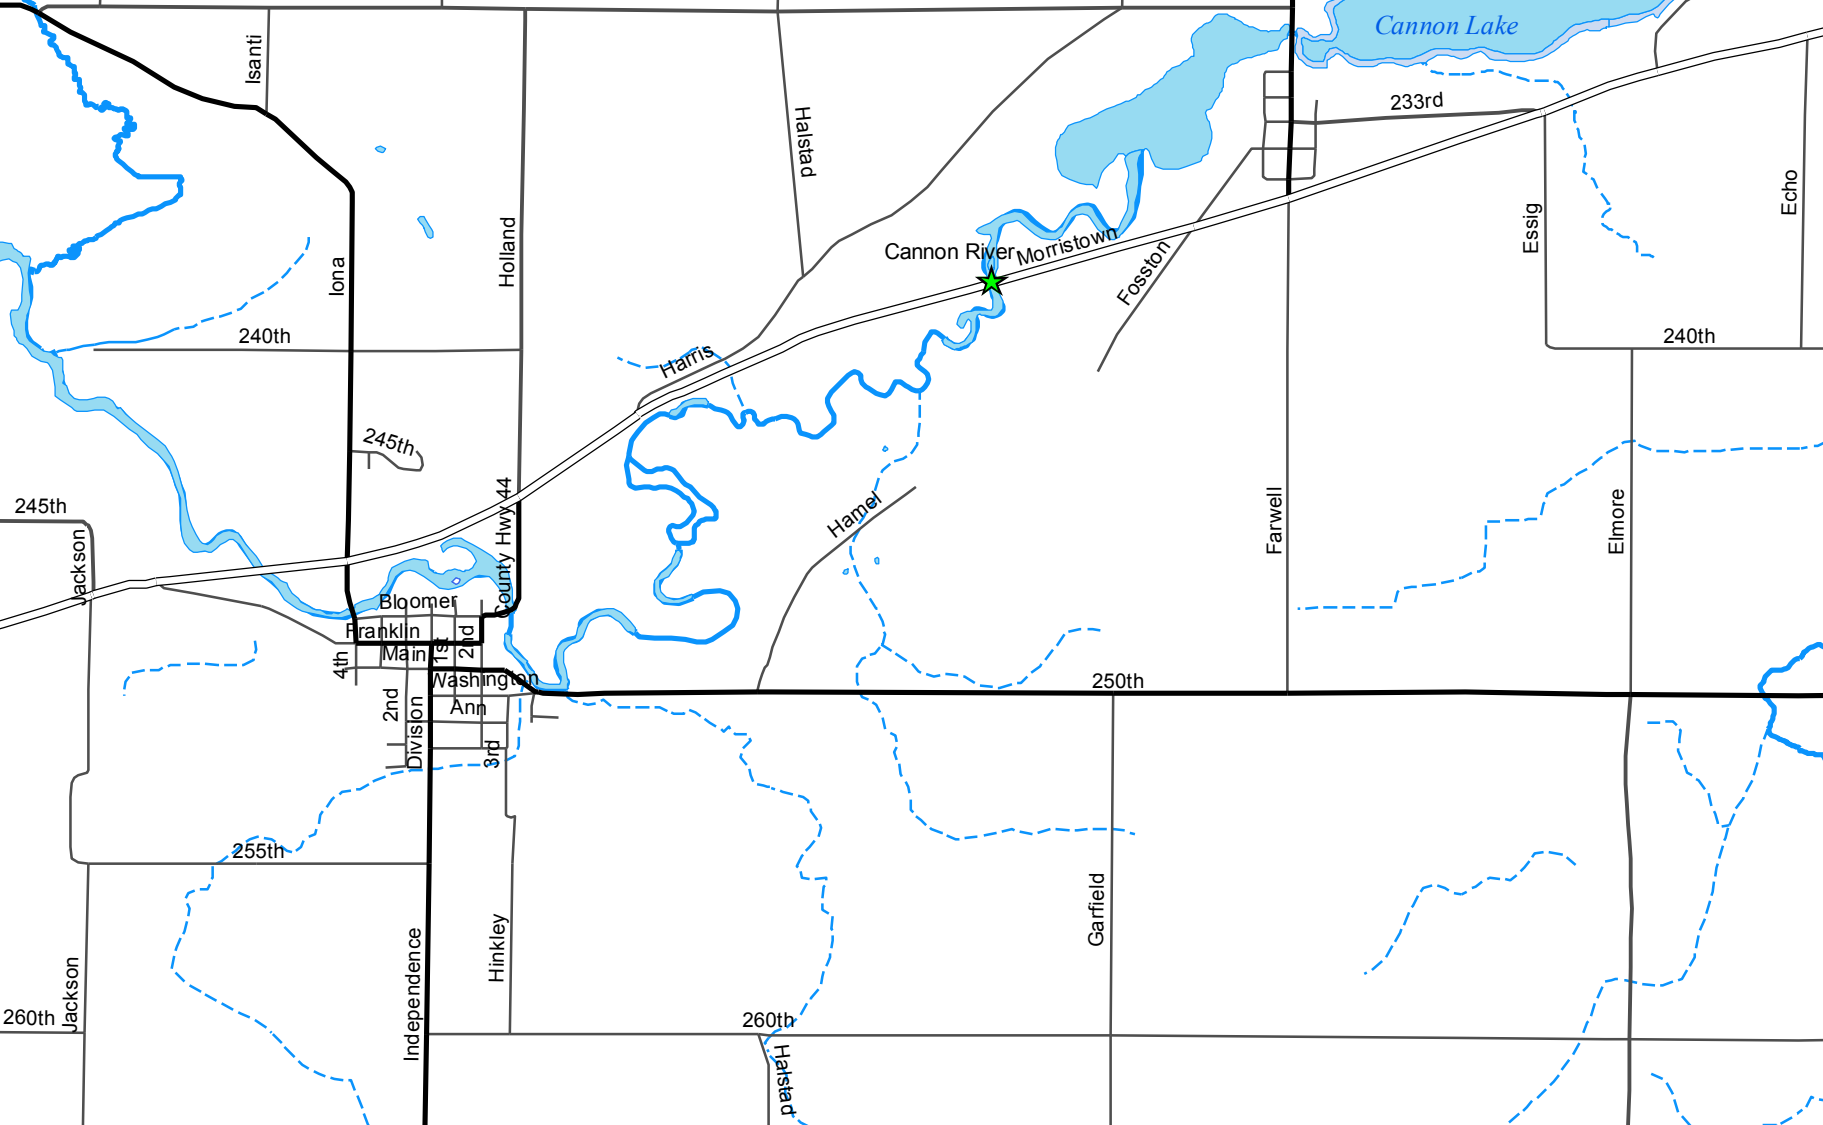 Cannon Lake
Isanti
233rd
Halstad
Echo
Essig
Holland
Morristown
Cannon River
Iona
Fosston
240th
240th
Harris
245th
245th
Hamel
County Hwy 44
Farwell
Elmore
Jackson
Bloomer
Franklin
1st
2nd
Main
4th
Washington
250th
2nd
Ann
Division
3rd
255th
Garfield
Hinkley
Independence
Jackson
260th
260th
Halstad